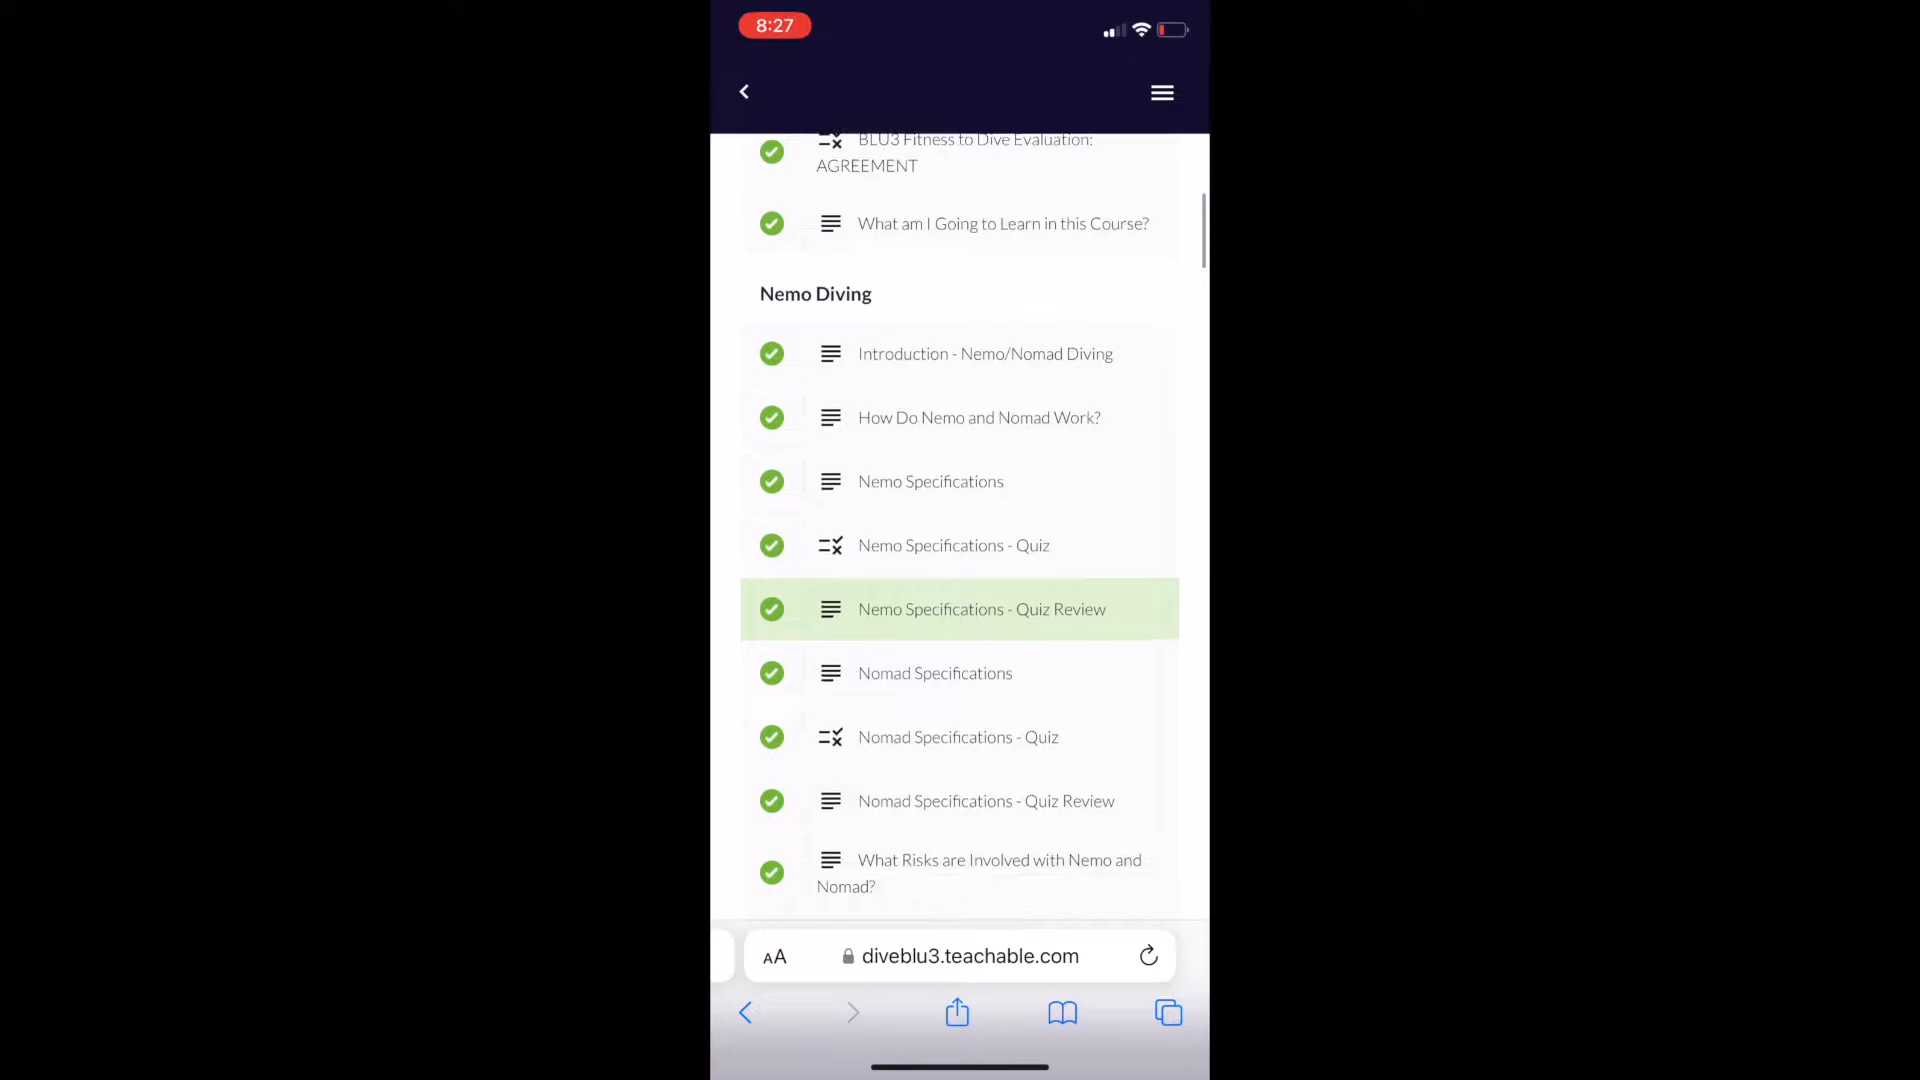 8:27
BLU3 Fitness to Dive Evaluation:
AGREEMENT
What am I Going to Learn in this Course?
Nemo Diving
Introduction - Nemo/Nomad Diving
How Do Nemo and Nomad Work?
Nemo Specifications
Nemo Specifications - Quiz
Nemo Specifications - Quiz Review
Nomad Specifications
Nomad Specifications - Quiz
Nomad Specifications - Quiz Review
What Risks are Involved with Nemo and
Nomad?
AA diveblu3.teachable.com